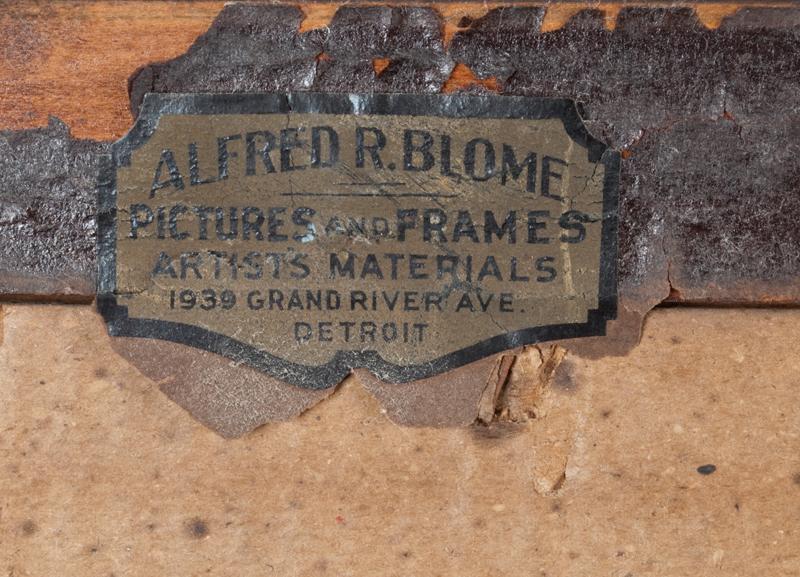 ALFRED R. BLOME
PICTURES AND FRAMES
ARTISTS MATERIALS
1939 GRAND RIVER AVE.
DETROIT